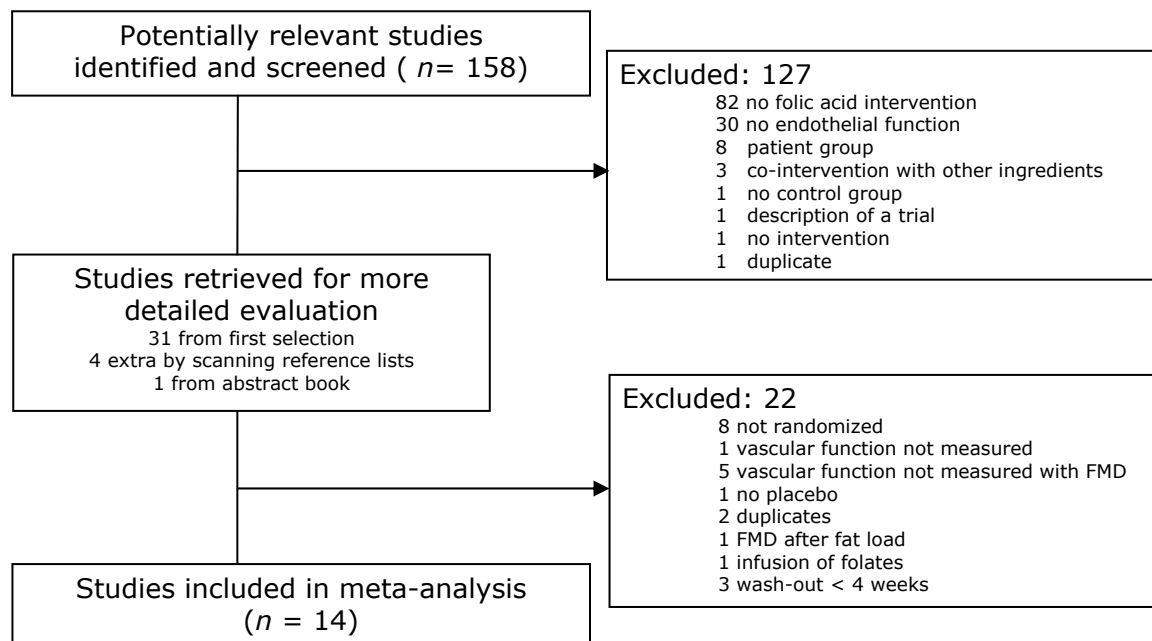 Potentially relevant studies
identified and screened ( n= 158)
Excluded: 127
82 no folic acid intervention
30 no endothelial function
8 patient group
3 co-intervention with other ingredients
1 no control group
1 description of a trial
1 no intervention
1 duplicate
Studies retrieved for more
detailed evaluation
31 from first selection
4 extra by scanning reference lists
1 from abstract book
Excluded: 22
8 not randomized
1 vascular function not measured
5 vascular function not measured with FMD
1 no placebo
2 duplicates
1 FMD after fat load
1 infusion of folates
3 wash-out < 4 weeks
Studies included in meta-analysis
(n = 14)